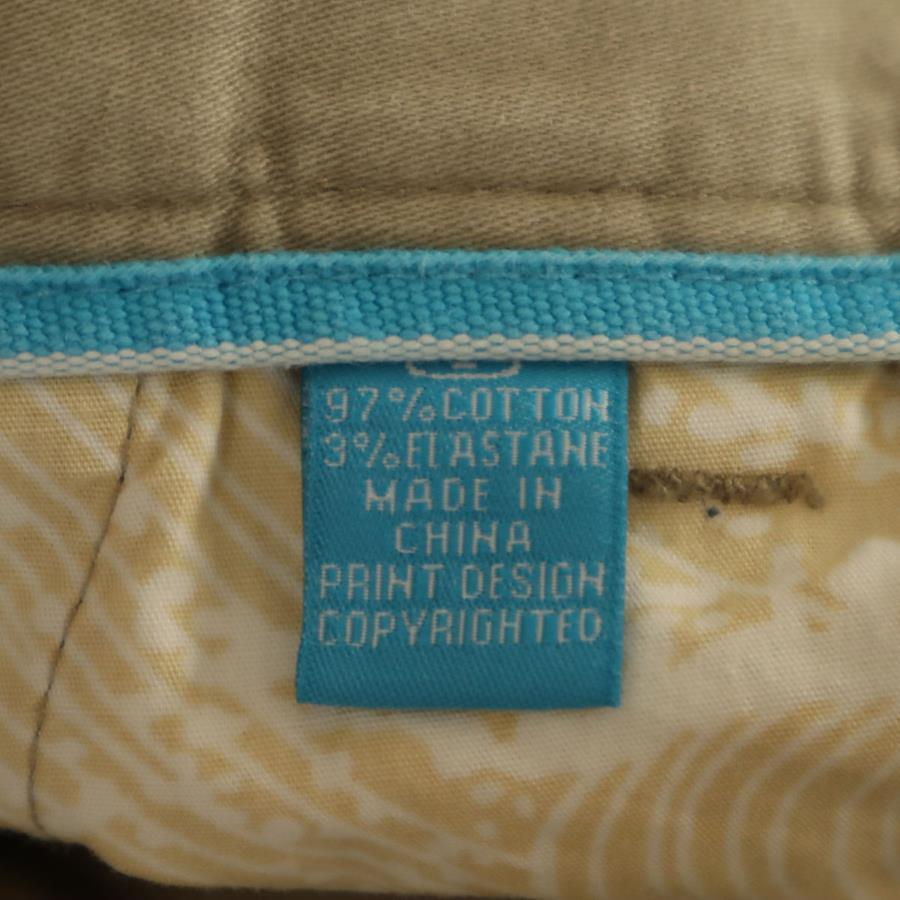 97%COTTON
3%ELASTANE
MADE IN
CHINA
PRINT DESIGN
COPYRIGHTED